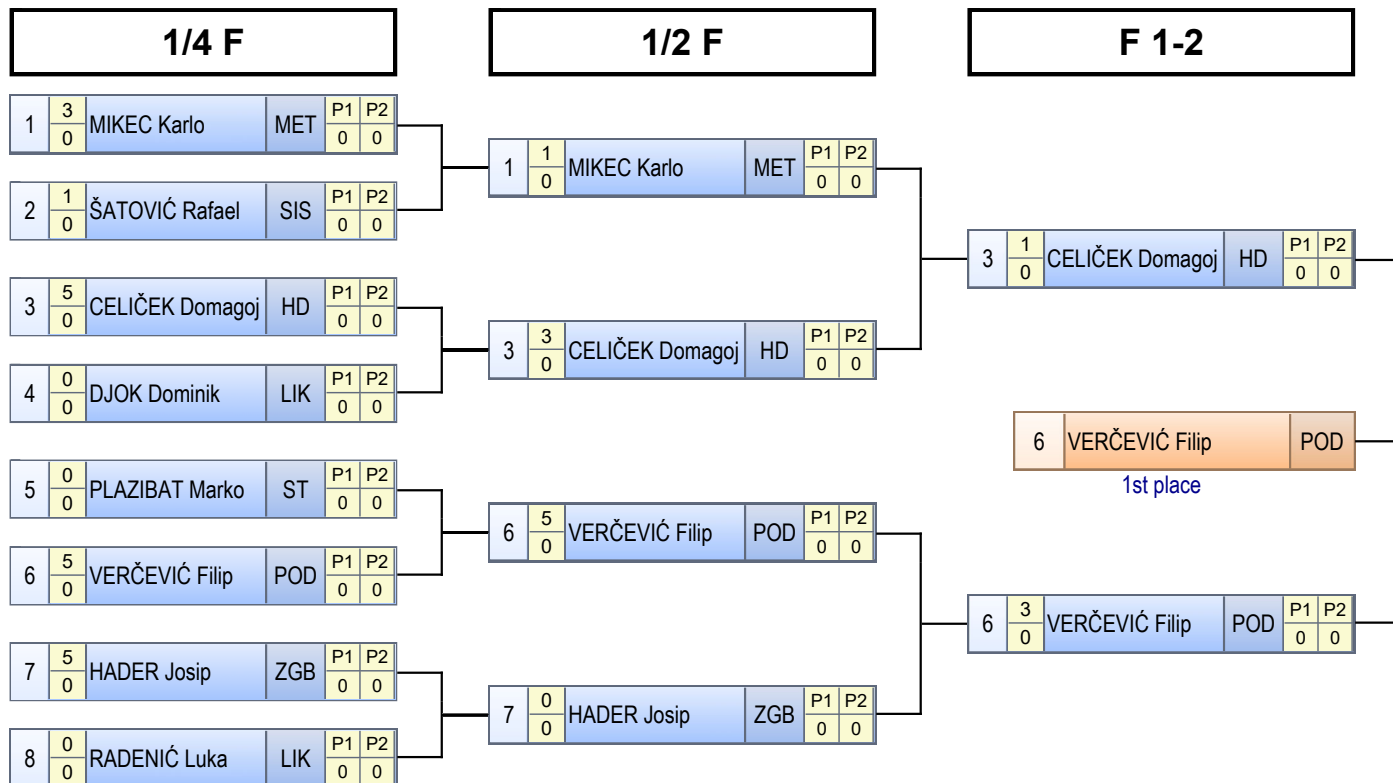 1/4 F
1/2 F
F 1-2
1 3 0 MIKEC Karlo MET P1 P2 0 0
2 1 0 ŠATOVIĆ Rafael SIS P1 P2 0 0
3 5 0 CELIČEK Domagoj HD P1 P2 0 0
4 0 0 DJOK Dominik LIK P1 P2 0 0
5 0 0 PLAZIBAT Marko ST P1 P2 0 0
6 5 0 VERČEVIĆ Filip POD P1 P2 0 0
7 5 0 HADER Josip ZGB P1 P2 0 0
8 0 0 RADENIĆ Luka LIK P1 P2 0 0
1 1 0 MIKEC Karlo MET P1 P2 0 0
3 3 0 CELIČEK Domagoj HD P1 P2 0 0
6 5 0 VERČEVIĆ Filip POD P1 P2 0 0
7 0 0 HADER Josip ZGB P1 P2 0 0
3 1 0 CELIČEK Domagoj HD P1 P2 0 0
6 VERČEVIĆ Filip POD
1st place
6 3 0 VERČEVIĆ Filip POD P1 P2 0 0